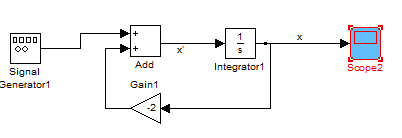 Signal
Generator1
+
+
Add
x'
1
s
Integrator1
x
Scope2
Gain1
-2